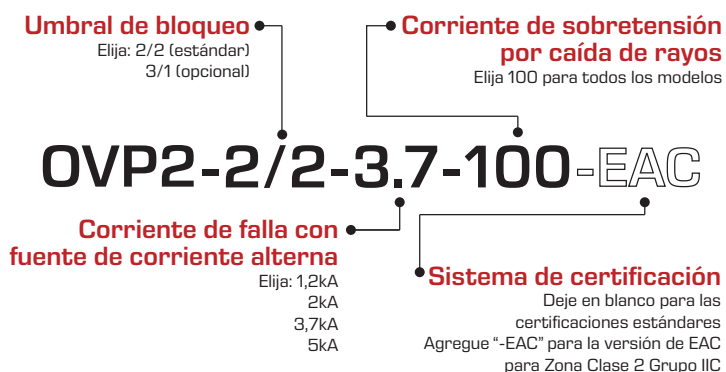 Umbral de bloqueo
Elija: 2/2 (estándar)
3/1 (opcional)
Corriente de sobretensión
por caída de rayos
Elija 100 para todos los modelos
OVP2-2/2-3.7-100-EAC
Corriente de falla con
fuente de corriente alterna
Elija: 1,2kA
2kA
3,7kA
5kA
Sistema de certificación
Deje en blanco para las
certificaciones estándares
Agregue “-EAC” para la versión de EAC
para Zona Clase 2 Grupo IIC